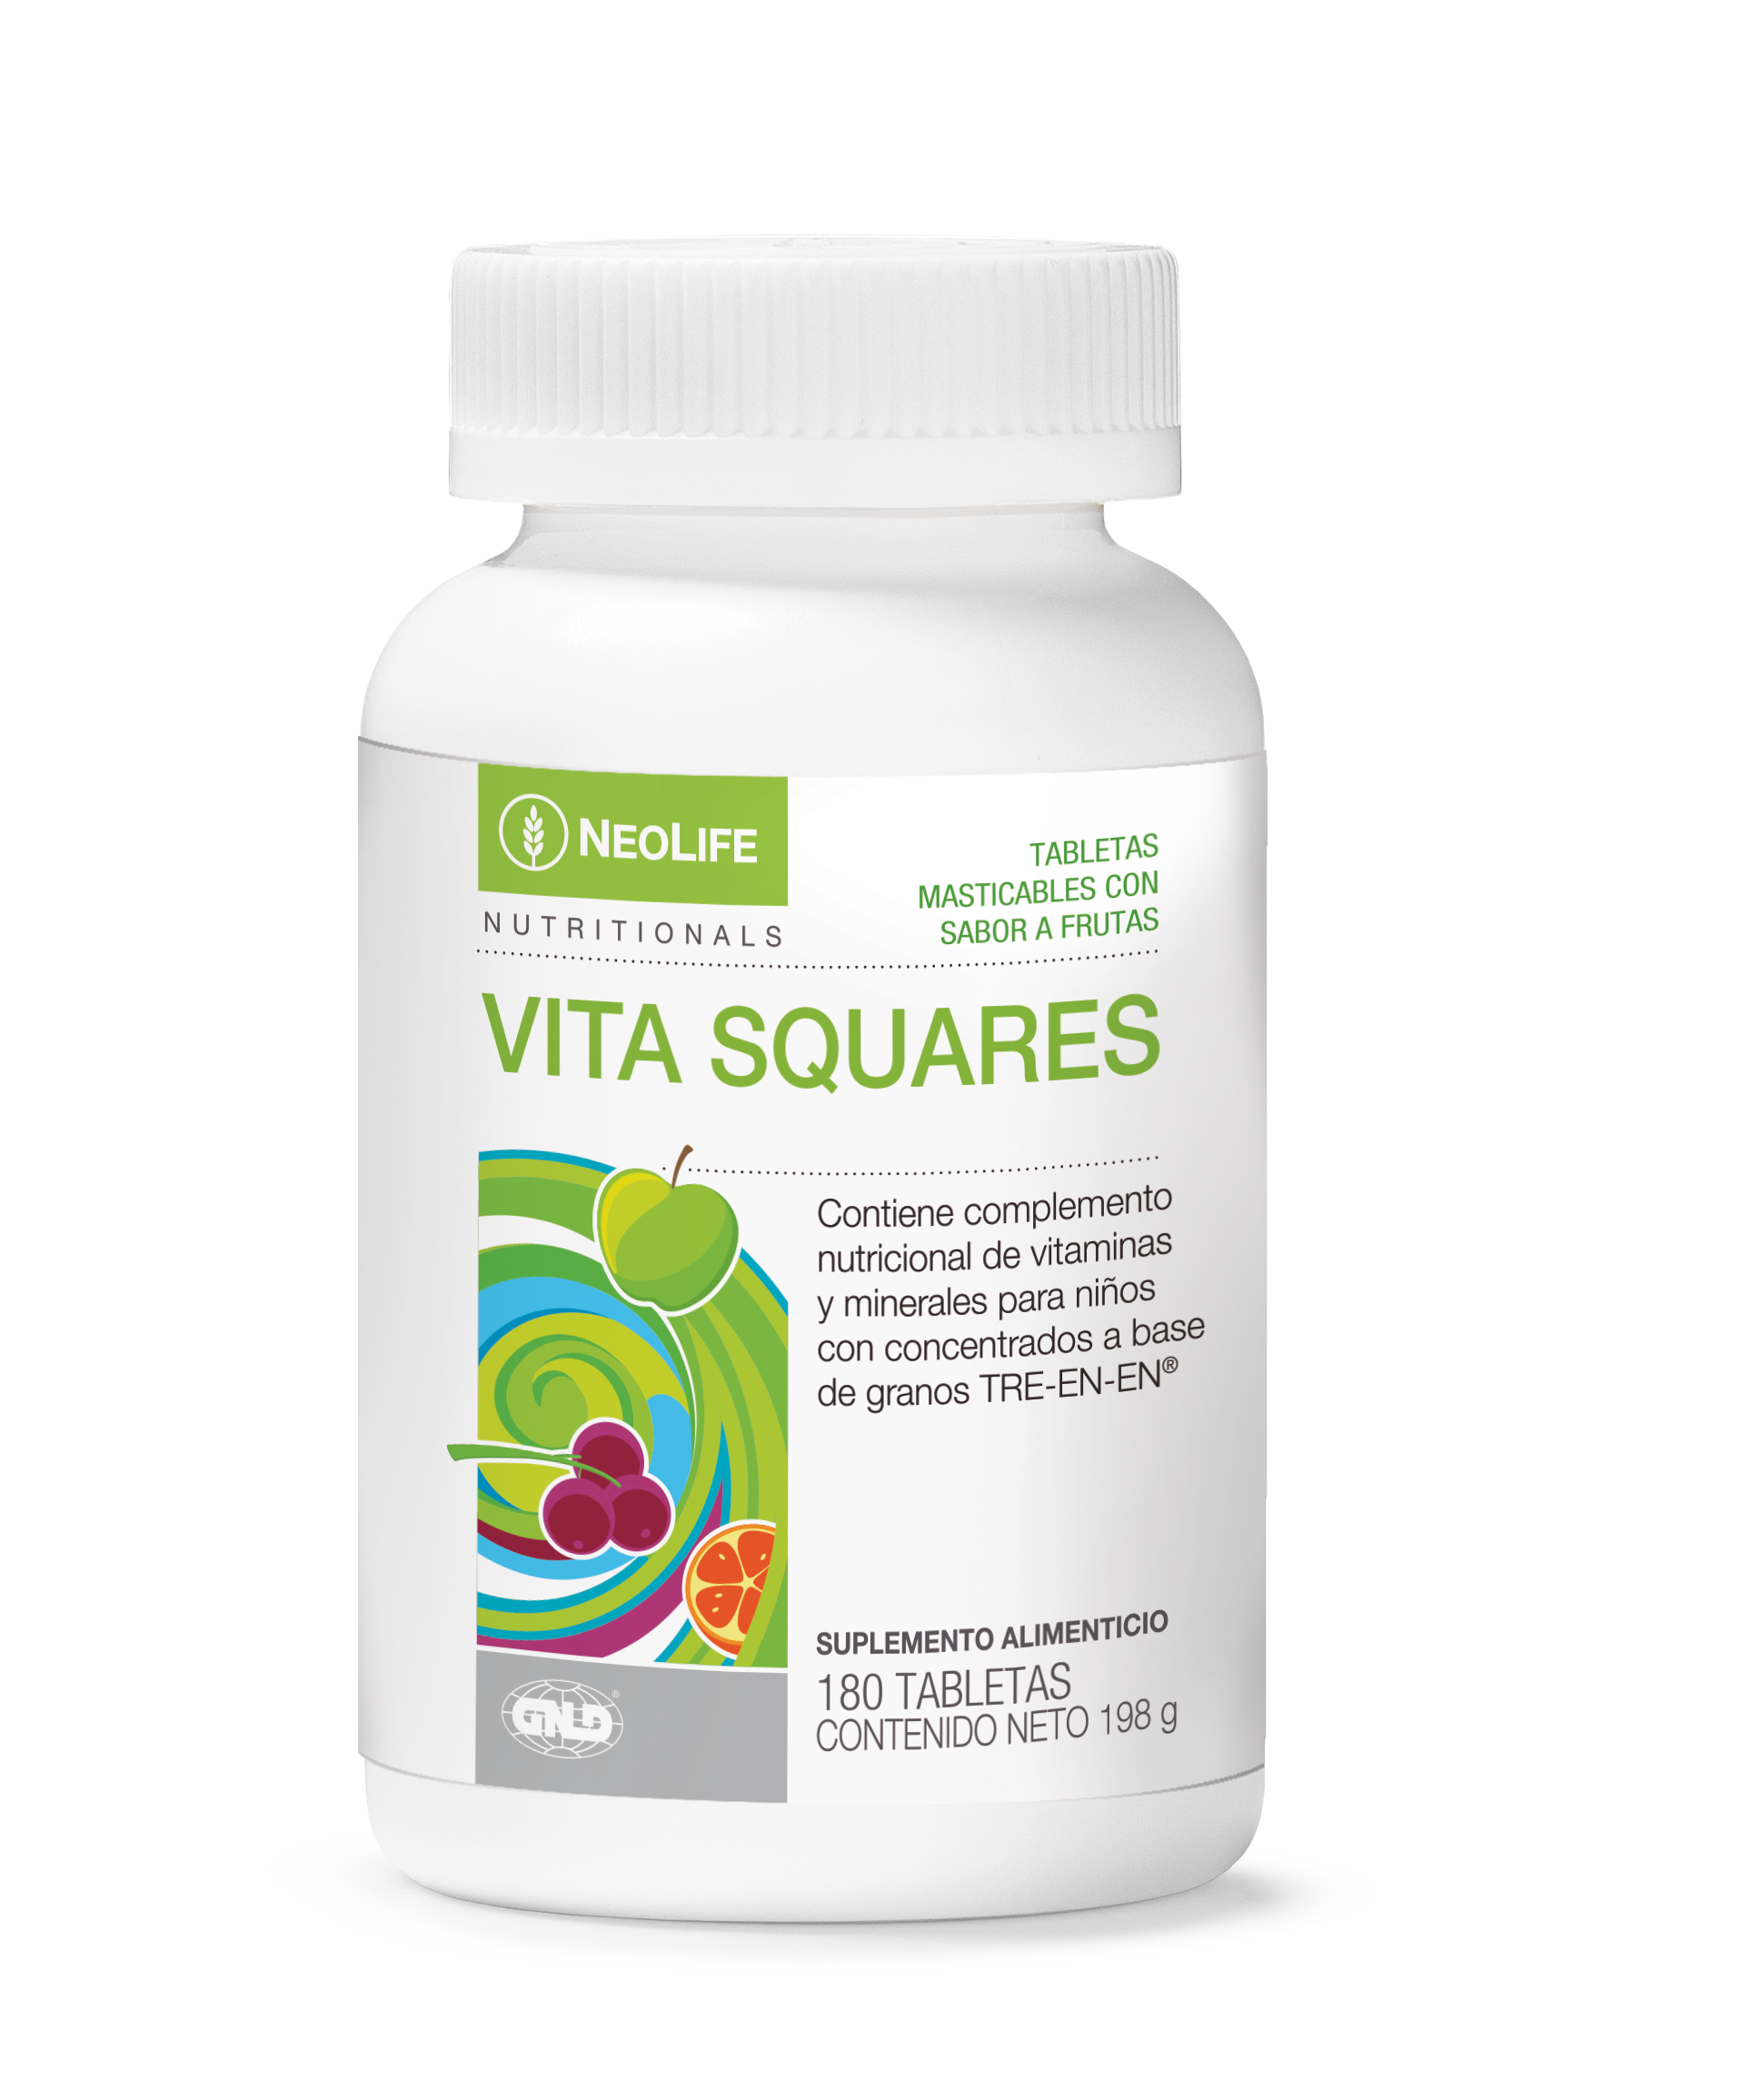 NEOLIFE
NUTRITIONALS
TABLETAS
MASTICABLES CON
SABOR A FRUTAS
VITA SQUARES
Contiene complemento
nutricional de vitaminas
y minerales para niños
con concentrados a base
de granos TRE-EN-EN®
SUPLEMENTO ALIMENTICIO
180 TABLETAS
CONTENIDO NETO 198 g
GNLD®